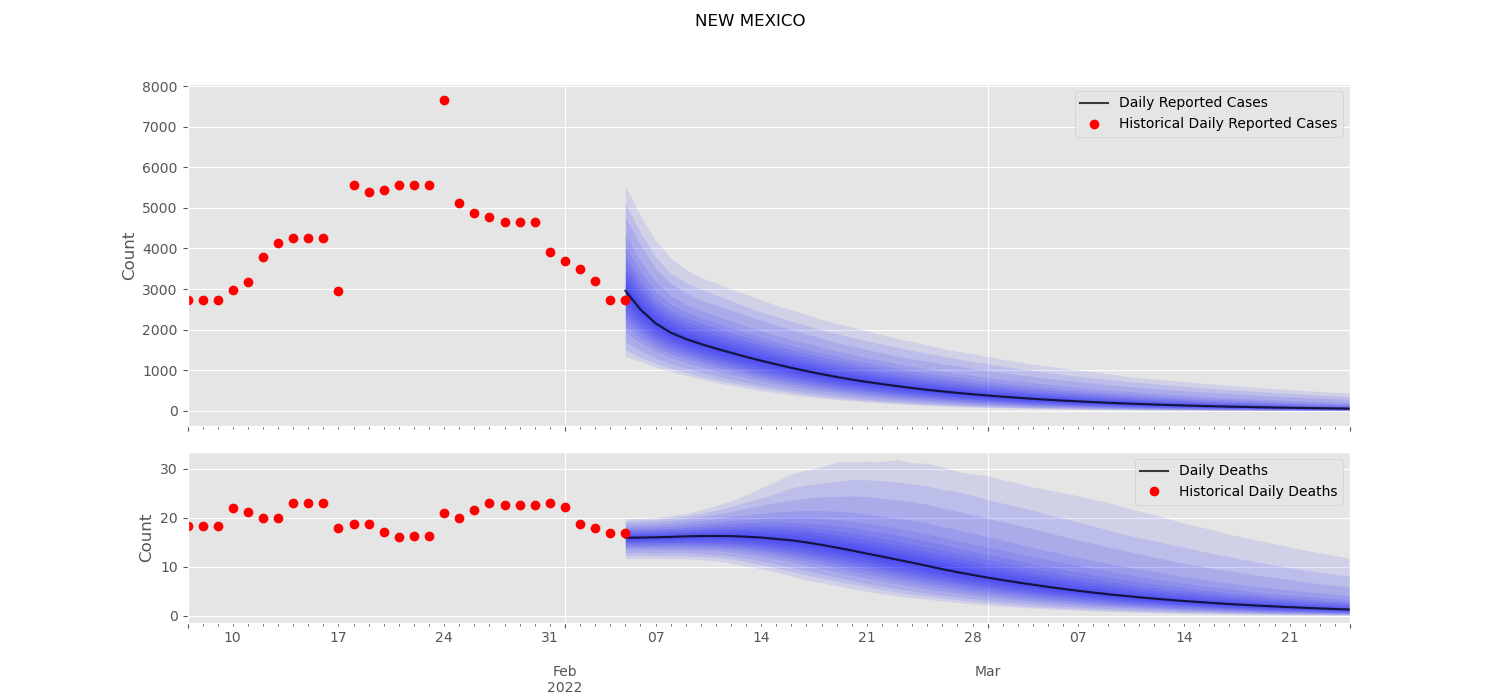 NEW MEXICO
8000
7000
6000
5000
4000
3000
2000
1000
0
Count
Daily Reported Cases
Historical Daily Reported Cases
30
20
10
0
Count
Daily Deaths
Historical Daily Deaths
10 17 24 31 07 14 21 28 07 14 21
Feb Mar
2022